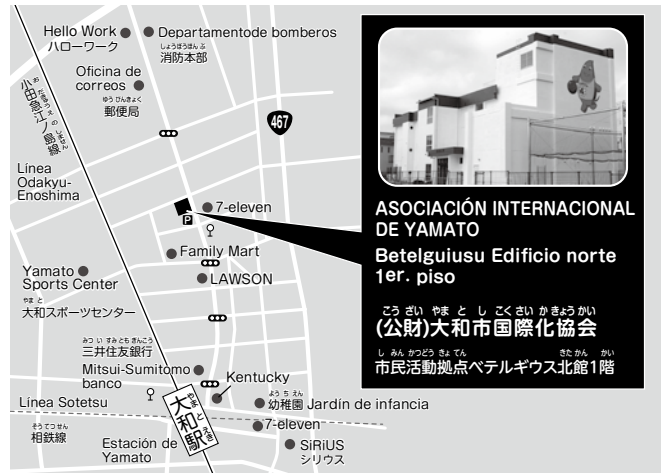 Hello Work
ハローワーク
Departamentode bomberos
しょうぼうほんぶ
消防本部
Oficina de
correos
ゆうびんきょく
郵便局
おだきゅうえのしません
小田急江ノ島線
467
Línea
Odakyu-
Enoshima
7-eleven
P
Family Mart
LAWSON
Yamato
Sports Center
やまと
大和スポーツセンター
みついすみともぎんこう
三井住友銀行
Mitsui-Sumitomo
banco
Kentucky
ようちえん
幼稚園 Jardín de infancia
Línea Sotetsu
そうてつせん
相鉄線
やまとえき
大和駅
Estación de
Yamato
7-eleven
SiRiUS
シリウス
ASOCIACIÓN INTERNACIONAL
DE YAMATO
Betelguiusu Edificio norte
1er. piso
こうざい やまとしこくさいかきょうかい
(公財)大和市国際化協会
しみんかつどうきょてん きたかん かい
市民活動拠点ベテルギウス北館1階